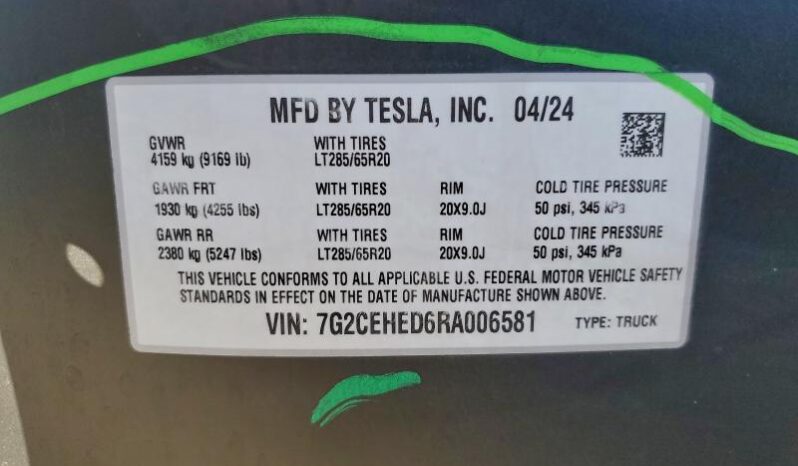 MFD BY TESLA, INC. 04/24
GVWR WITH TIRES
4159 kg (9169 lb) LT285/65R20
GAWR FRT WITH TIRES RIM COLD TIRE PRESSURE
1930 kg (4255 lbs) LT285/65R20 20X9.0J 50 psi, 345 kPa
GAWR RR WITH TIRES RIM COLD TIRE PRESSURE
2380 kg (5247 lbs) LT285/65R20 20X9.0J 50 psi, 345 kPa
THIS VEHICLE CONFORMS TO ALL APPLICABLE U.S. FEDERAL MOTOR VEHICLE SAFETY
STANDARDS IN EFFECT ON THE DATE OF MANUFACTURE SHOWN ABOVE.
VIN: 7G2CEHED6RA006581 TYPE: TRUCK